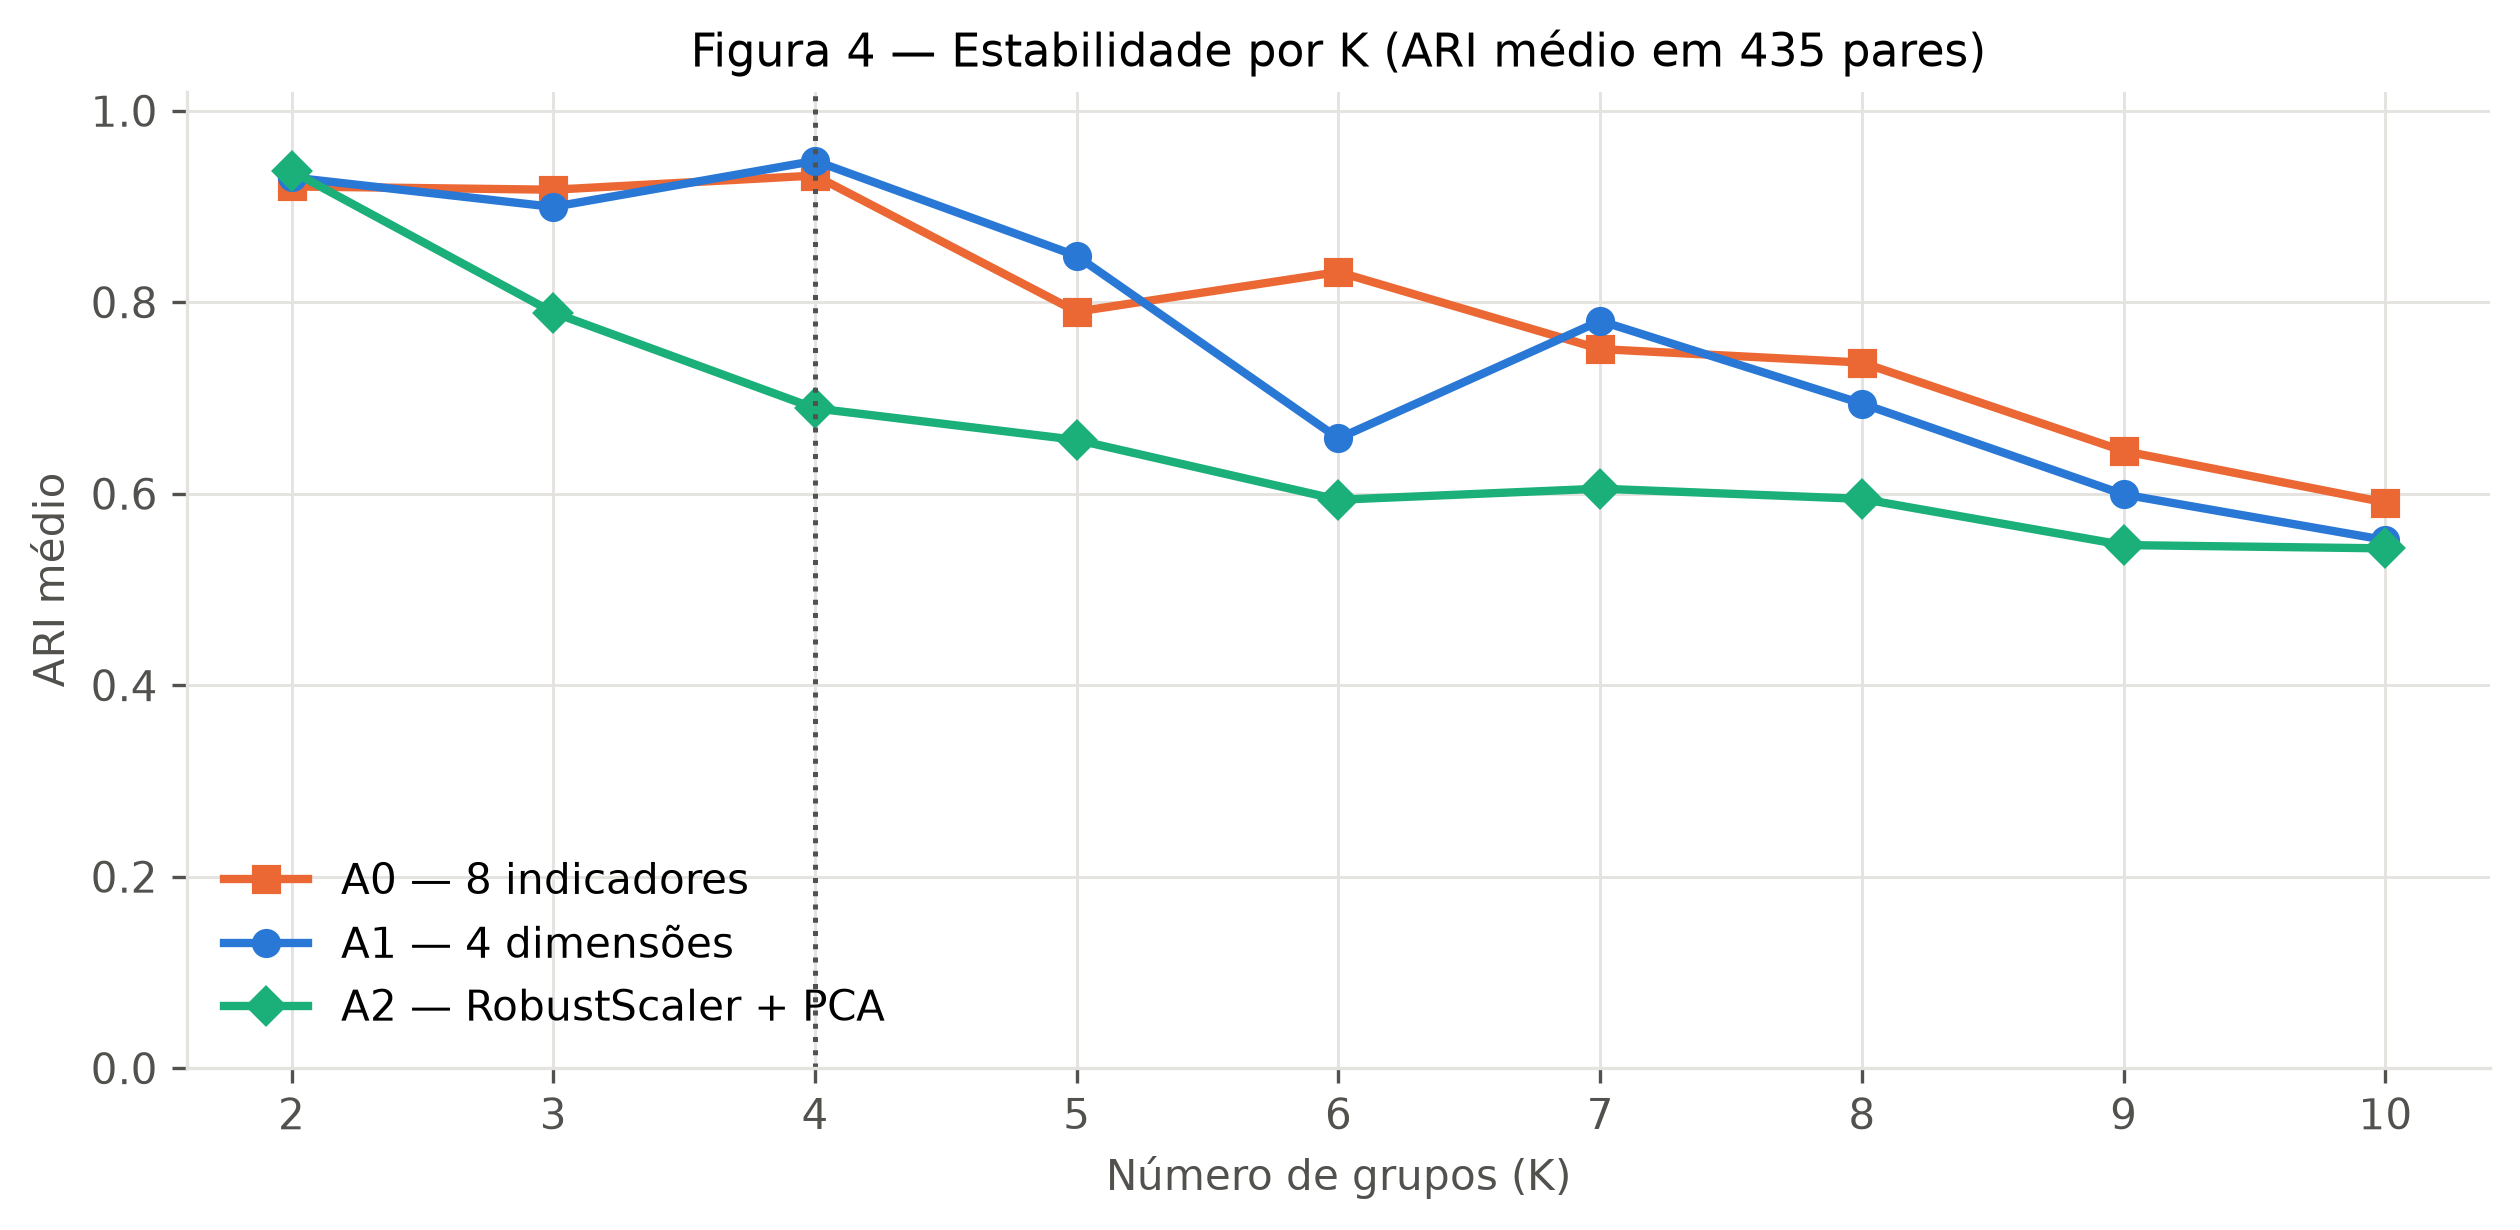 Figura 4 — Estabilidade por K (ARI médio em 435 pares)
1.0
0.8
0.6
0.4
0.2
0.0
ARI médio
A0 — 8 indicadores
A1 — 4 dimensões
A2 — RobustScaler + PCA
2 3 4 5 6 7 8 9 10
Número de grupos (K)